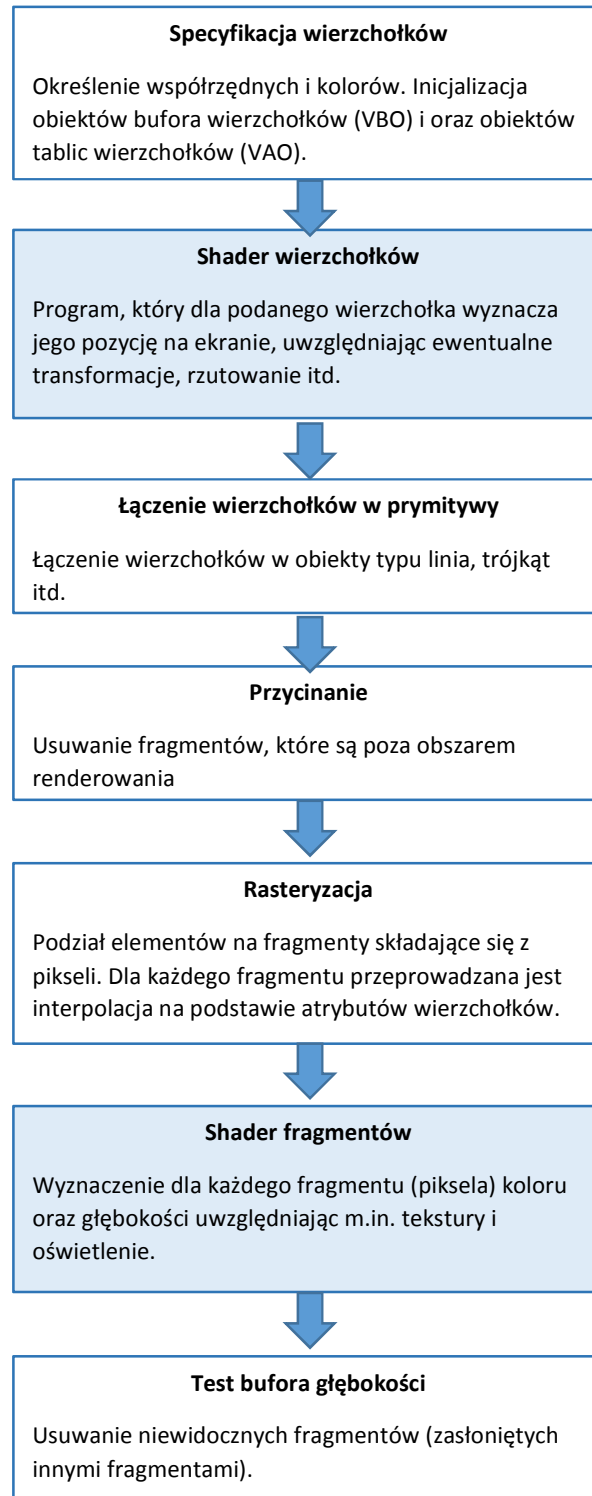 Specyfikacja wierzchołków
Określenie współrzędnych i kolorów. Inicjalizacja
obiektów bufora wierzchołków (VBO) i oraz obiektów
tablic wierzchołków (VAO).
Shader wierzchołków
Program, który dla podanego wierzchołka wyznacza
jego pozycję na ekranie, uwzględniając ewentualne
transformacje, rzutowanie itd.
Łączenie wierzchołków w prymitywy
Łączenie wierzchołków w obiekty typu linia, trójkąt
itd.
Przycinanie
Usuwanie fragmentów, które są poza obszarem
renderowania
Rasteryzacja
Podział elementów na fragmenty składające się z
pikseli. Dla każdego fragmentu przeprowadzana jest
interpolacja na podstawie atrybutów wierzchołków.
Shader fragmentów
Wyznaczenie dla każdego fragmentu (piksela) koloru
oraz głębokości uwzględniając m.in. tekstury i
oświetlenie.
Test bufora głębokości
Usuwanie niewidocznych fragmentów (zasłoniętych
innymi fragmentami).